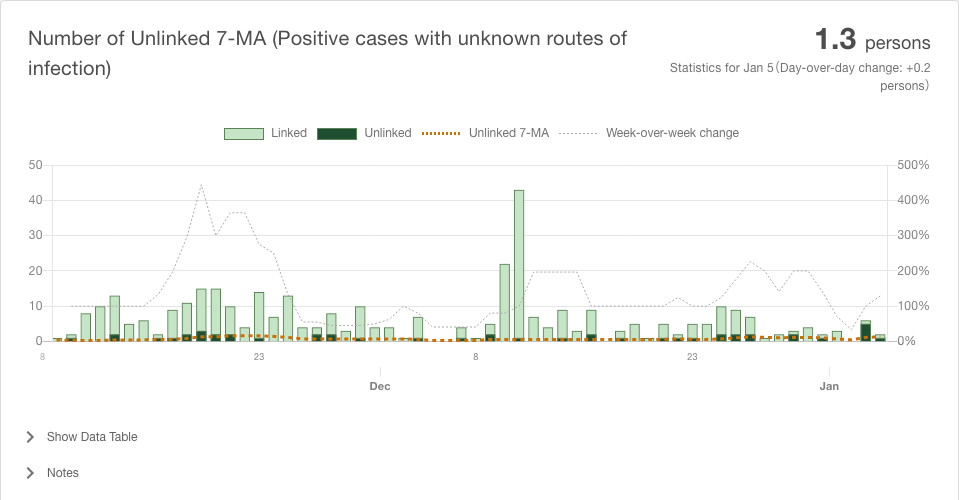 Number of Unlinked 7-MA (Positive cases with unknown routes of
infection)
1.3 persons
Statistics for Jan 5（Day-over-day change: +0.2
persons）
Linked Unlinked Unlinked 7-MA Week-over-week change
50 500%
40 400%
30 300%
20 200%
10 100%
0 0%
8 23 8 23
Dec Jan
Show Data Table
Notes